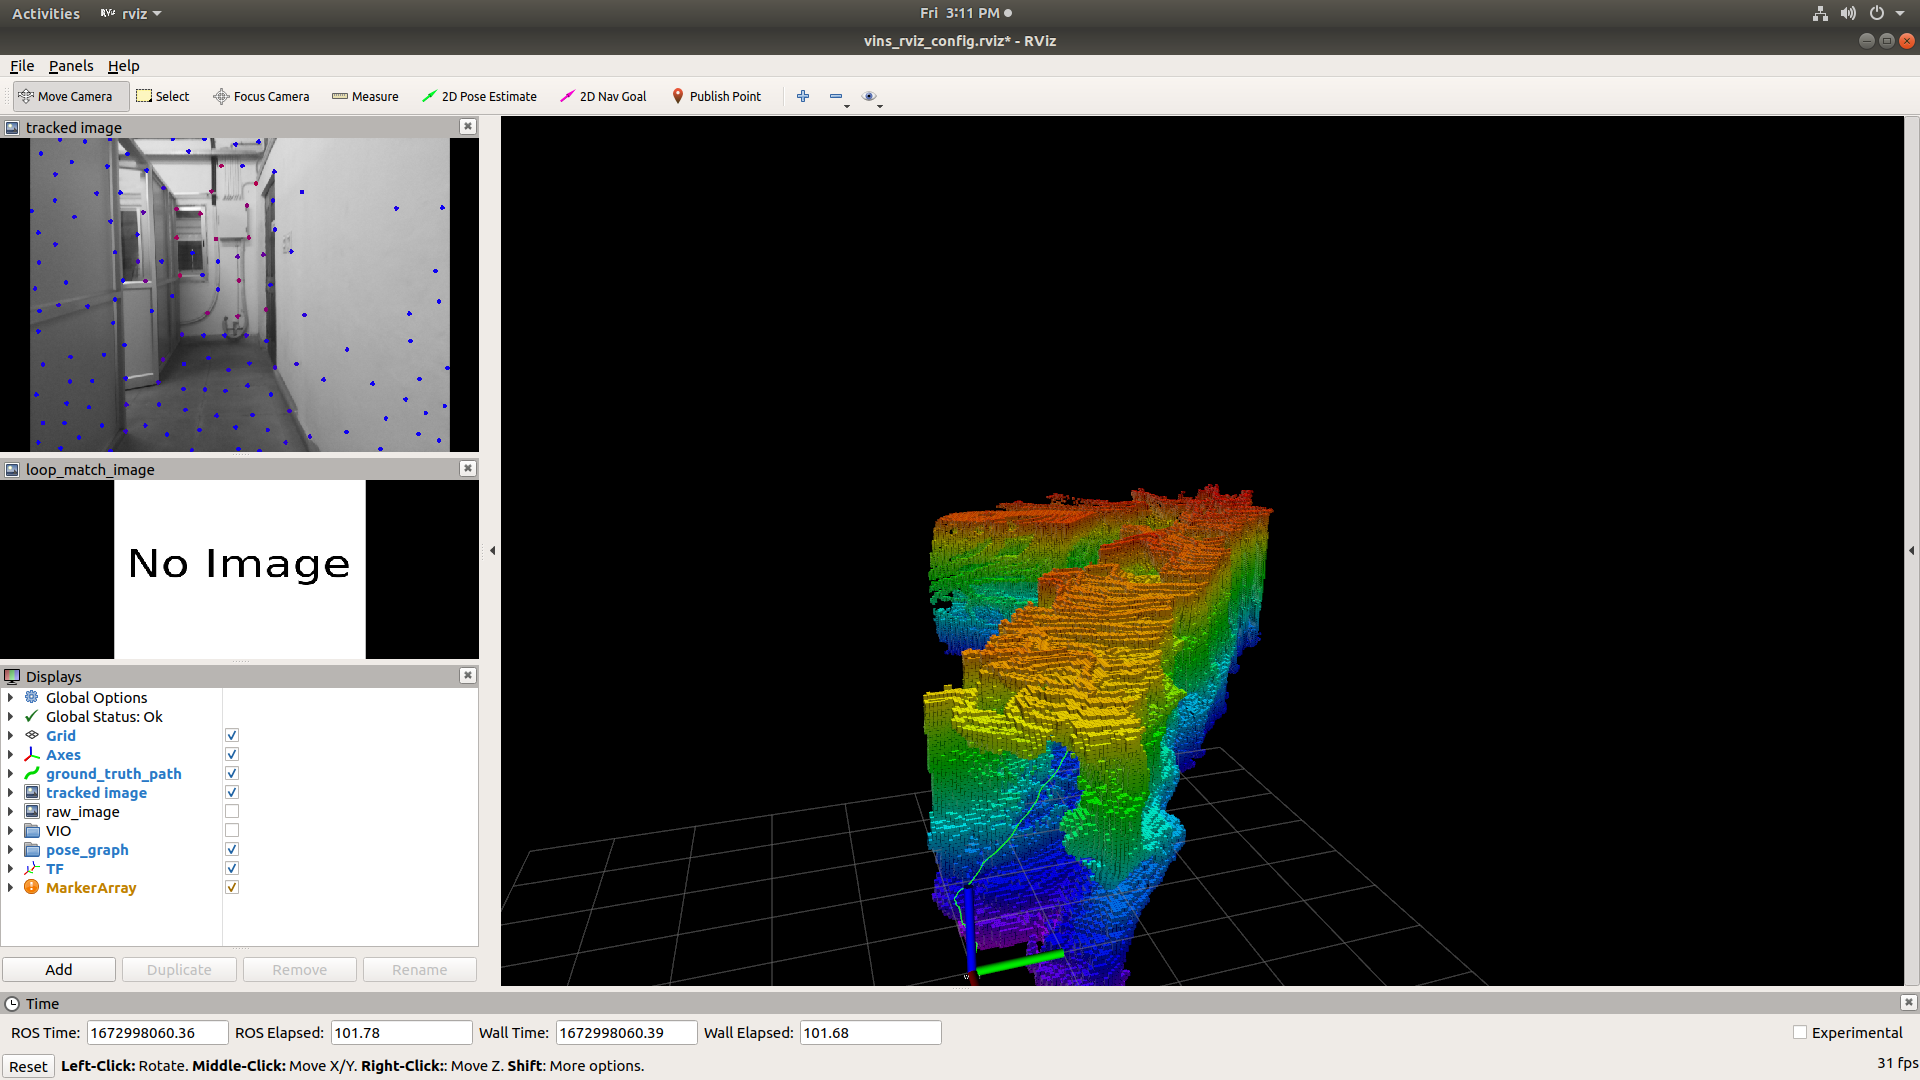 Activities rviz Fri 3:11 PM
vins_rviz_config.rviz* - RViz
File Panels Help
Move Camera Select Focus Camera Measure 2D Pose Estimate 2D Nav Goal Publish Point
tracked image
loop_match_image
No Image
Displays
Global Options
Global Status: Ok
Grid
Axes
ground_truth_path
tracked image
raw_image
VIO
pose_graph
TF
MarkerArray
Add Duplicate Remove Rename
Time
ROS Time: 1672998060.36 ROS Elapsed: 101.78 Wall Time: 1672998060.39 Wall Elapsed: 101.68 Experimental
Reset Left-Click: Rotate. Middle-Click: Move X/Y. Right-Click:: Move Z. Shift: More options. 31 fps